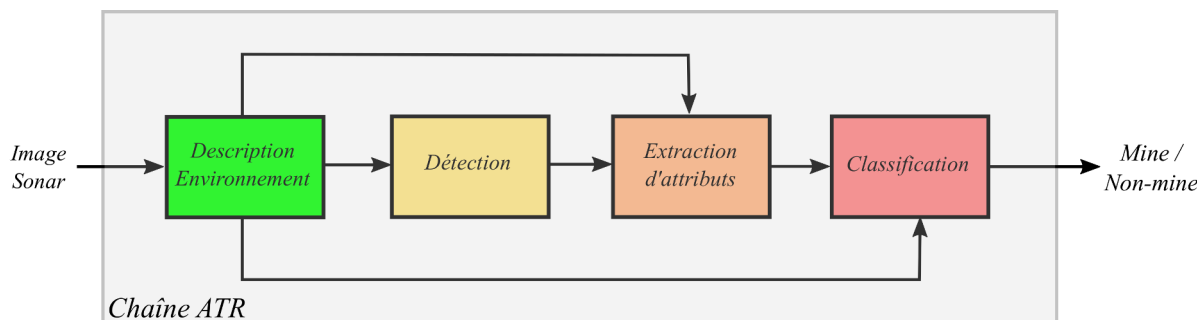 Image
Sonar
Description
Environnement
Détection
Extraction
d'attributs
Classification
Mine /
Non-mine
Chaîne ATR